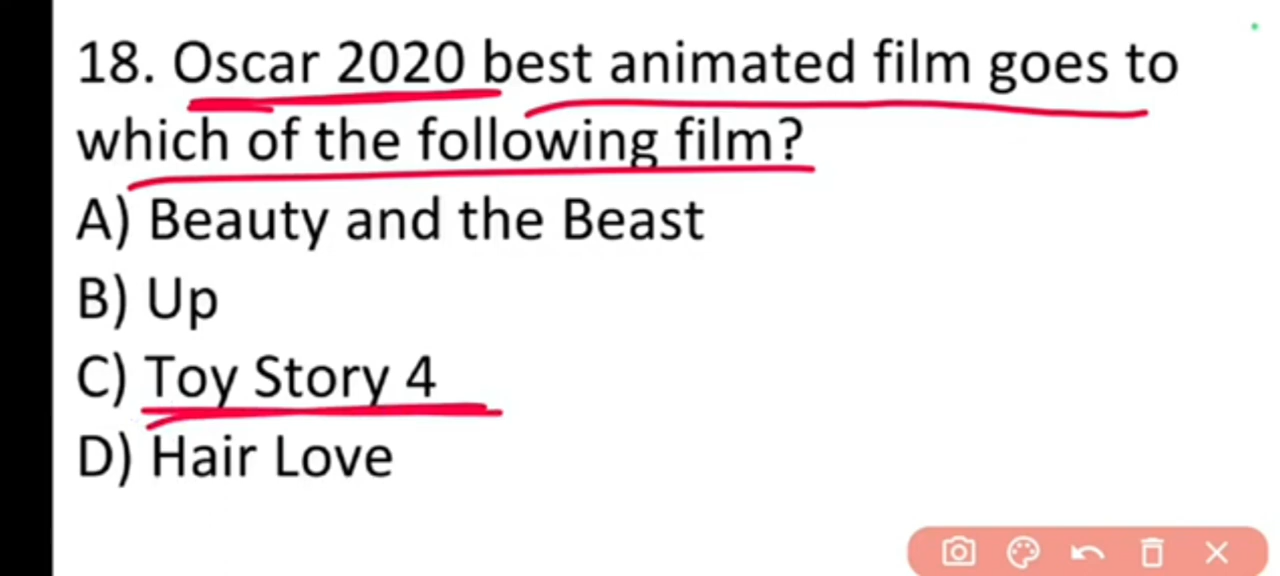 18. Oscar 2020 best animated film goes to
which of the following film?
A) Beauty and the Beast
B) Up
C) Toy Story 4
D) Hair Love